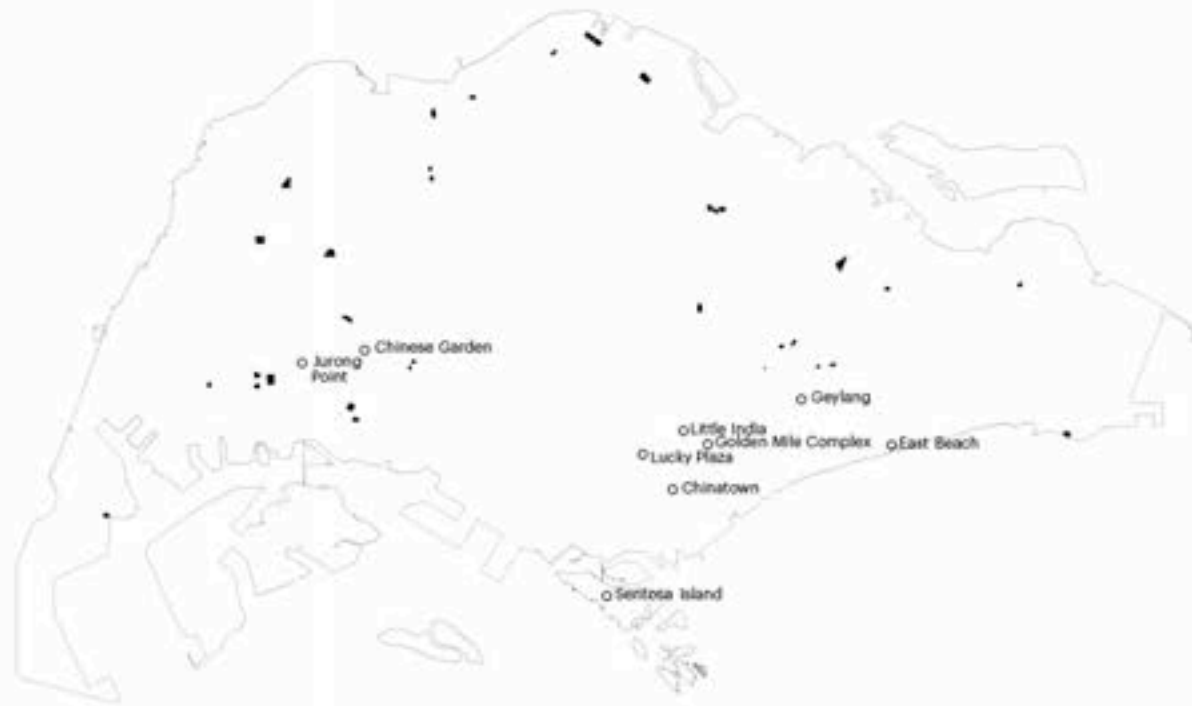 Chinese Garden
Jurong
Point
Geylang
Little India
Golden Mile Complex
East Beach
Lucky Plaza
Chinatown
Sentosa Island